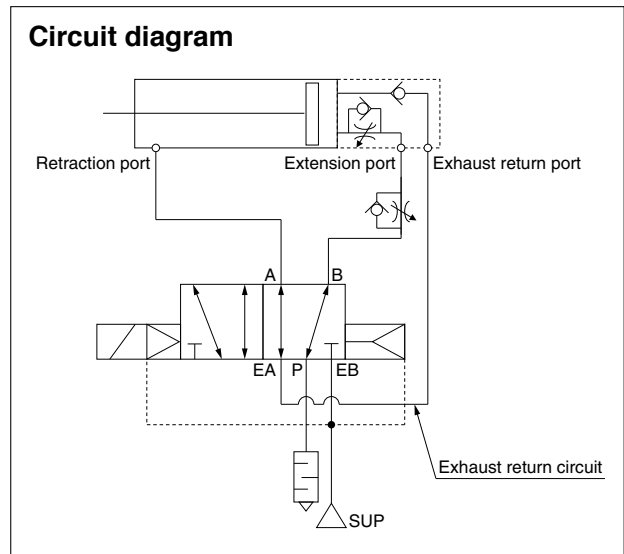 Circuit diagram
Retraction port
Extension port
Exhaust return port
A
B
EA
P
EB
Exhaust return circuit
SUP